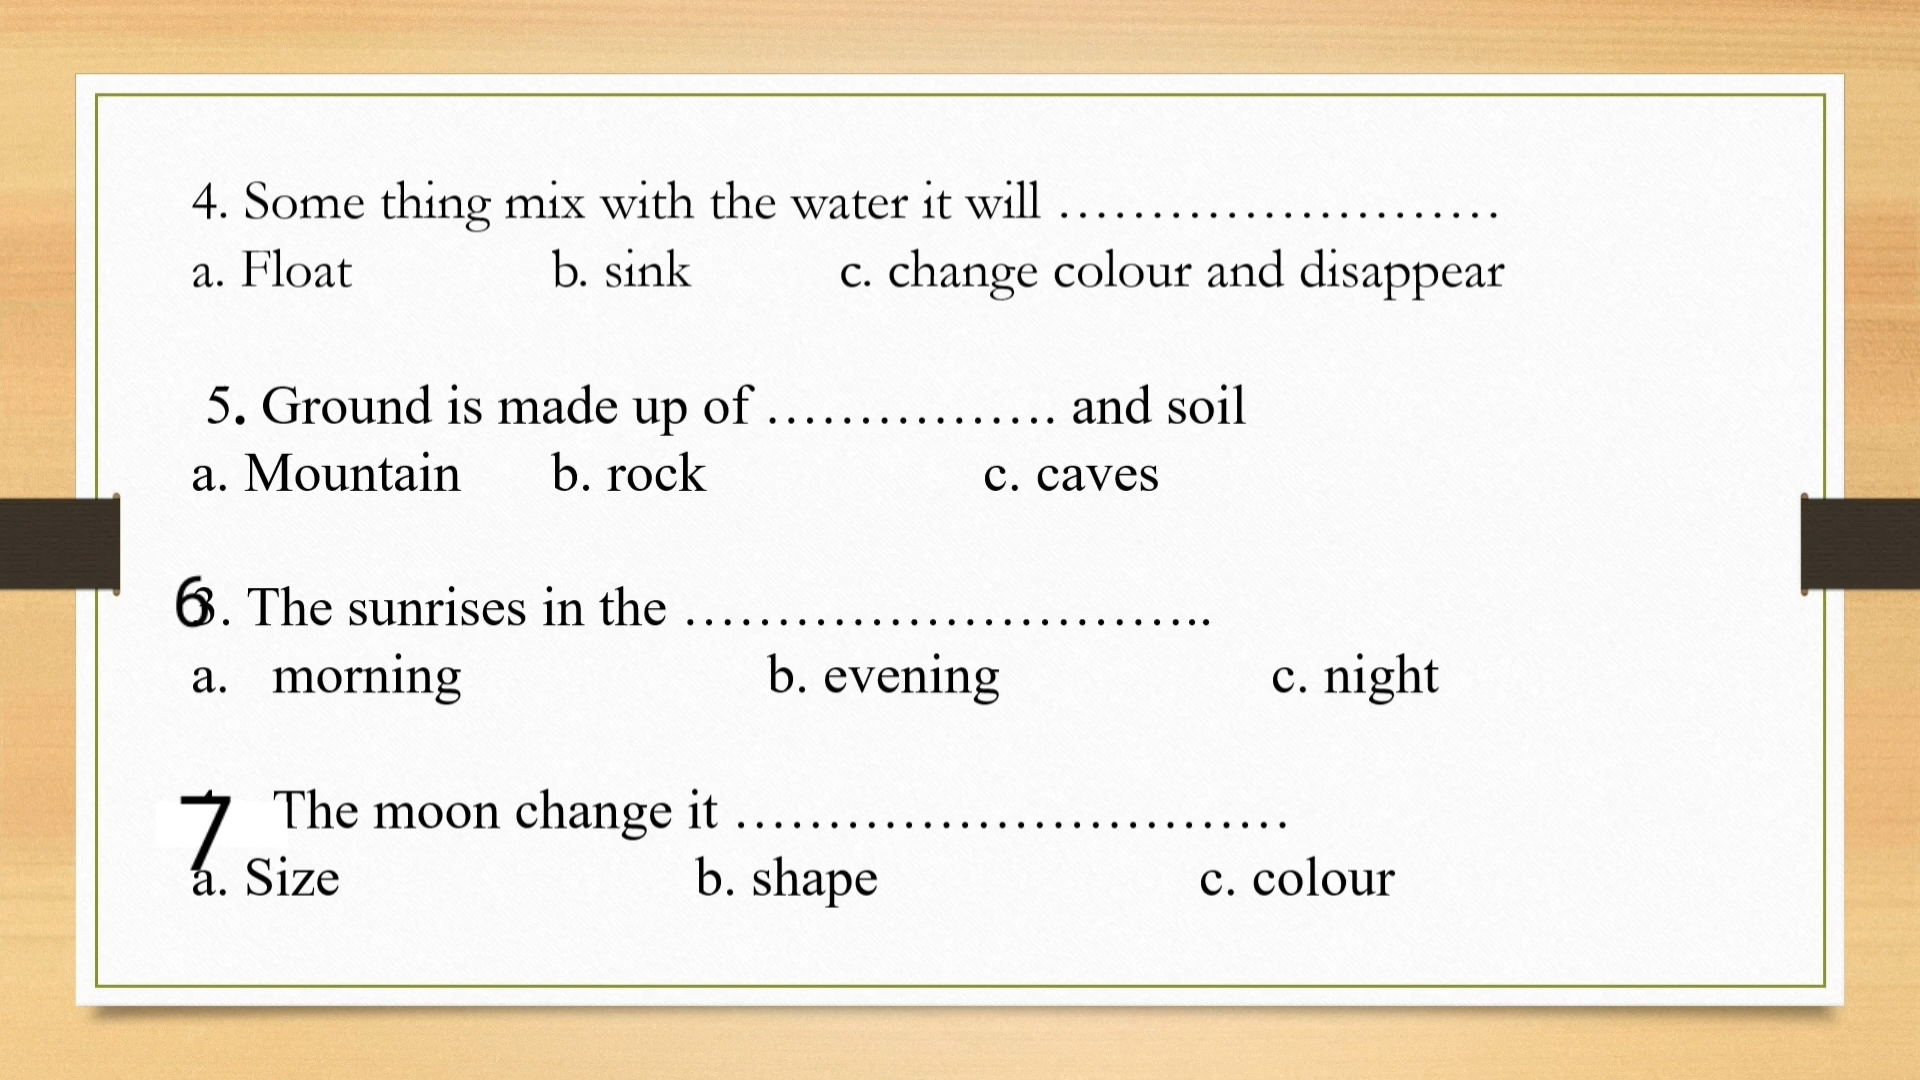 4. Some thing mix with the water it will ........................
a. Float b. sink c. change colour and disappear
5. Ground is made up of ................ and soil
a. Mountain b. rock c. caves
6. The sunrises in the .............................
a. morning b. evening c. night
7 The moon change it ..............................
a. Size b. shape c. colour